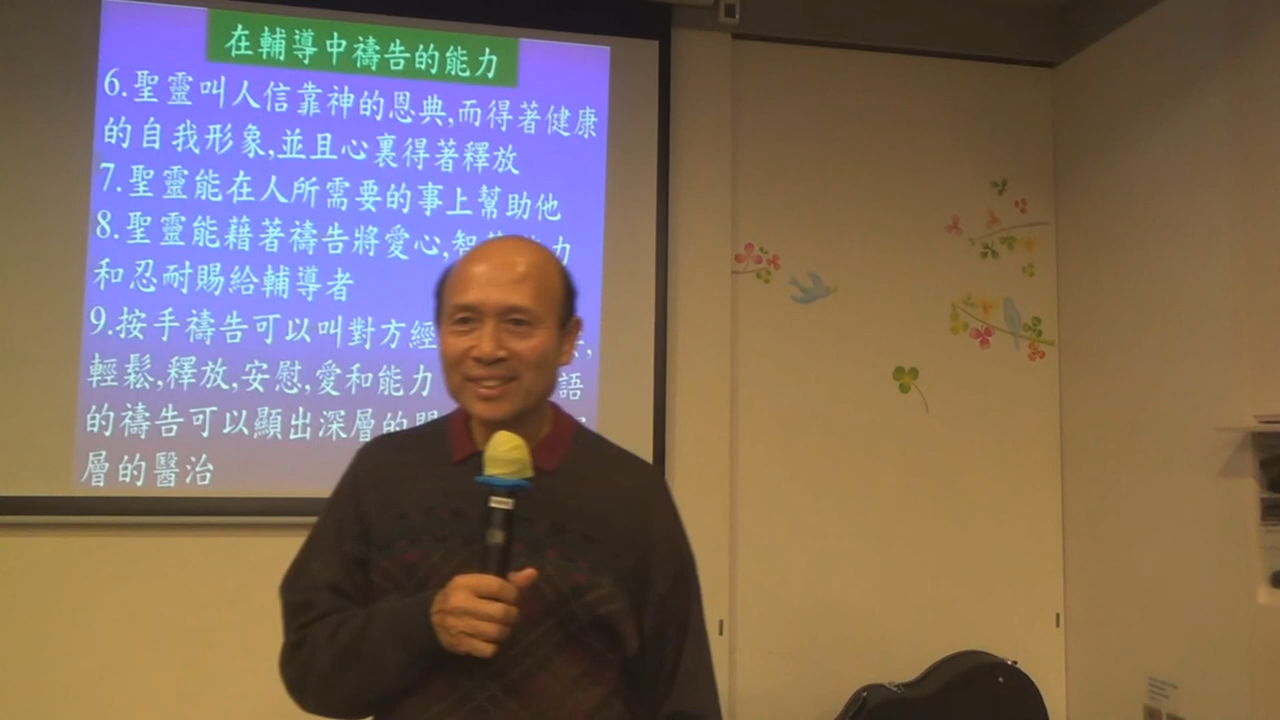 在輔導中禱告的能力
6.聖靈叫人信靠神的恩典,而得著健康
的自我形象,並且心裏得著釋放
7.聖靈能在人所需要的事上幫助他
8.聖靈能藉著禱告將愛心,智 力
和忍耐賜給輔導者
9.按手禱告可以叫對方經
輕鬆,釋放,安慰,愛和能力 語
的禱告可以顯出深層的
層的醫治